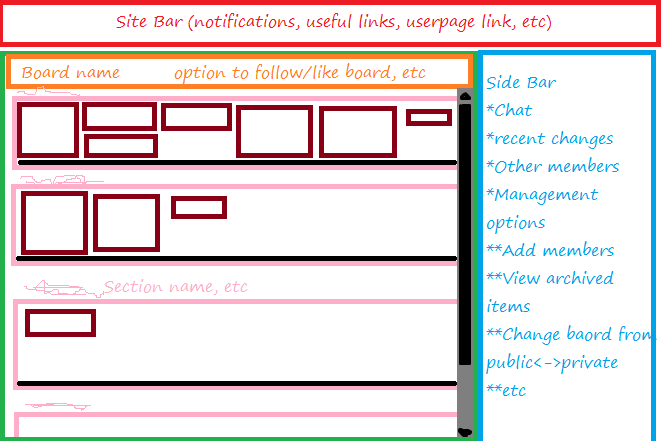 Site Bar (notifications, useful links, userpage link, etc)
Board name option to follow/like board, etc
Section name, etc
Side Bar
*Chat
*recent changes
*Other members
*Management
options
**Add members
**View archived
items
**Change baord from
public<->private
**etc